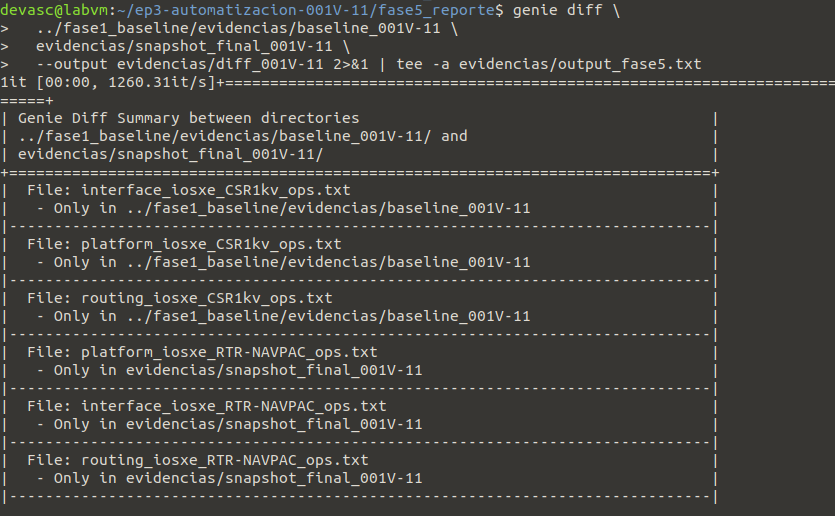 devasc@labvm:~/ep3-automatizacion-001V-11/fase5_reporte$ genie diff \
>   ../fase1_baseline/evidencias/baseline_001V-11 \
>   evidencias/snapshot_final_001V-11 \
>   --output evidencias/diff_001V-11 2>&1 | tee -a evidencias/output_fase5.txt
1it [00:00, 1260.31it/s]+====================================================================
=====+
| Genie Diff Summary between directories                                       |
| ../fase1_baseline/evidencias/baseline_001V-11/ and                           |
| evidencias/snapshot_final_001V-11/                                           |
+==============================================================================+
|  File: interface_iosxe_CSR1kv_ops.txt                                        |
|   - Only in ../fase1_baseline/evidencias/baseline_001V-11                    |
|------------------------------------------------------------------------------|
|  File: platform_iosxe_CSR1kv_ops.txt                                         |
|   - Only in ../fase1_baseline/evidencias/baseline_001V-11                    |
|------------------------------------------------------------------------------|
|  File: routing_iosxe_CSR1kv_ops.txt                                          |
|   - Only in ../fase1_baseline/evidencias/baseline_001V-11                    |
|------------------------------------------------------------------------------|
|  File: platform_iosxe_RTR-NAVPAC_ops.txt                                     |
|   - Only in evidencias/snapshot_final_001V-11                                |
|------------------------------------------------------------------------------|
|  File: interface_iosxe_RTR-NAVPAC_ops.txt                                    |
|   - Only in evidencias/snapshot_final_001V-11                                |
|------------------------------------------------------------------------------|
|  File: routing_iosxe_RTR-NAVPAC_ops.txt                                      |
|   - Only in evidencias/snapshot_final_001V-11                                |
|------------------------------------------------------------------------------|